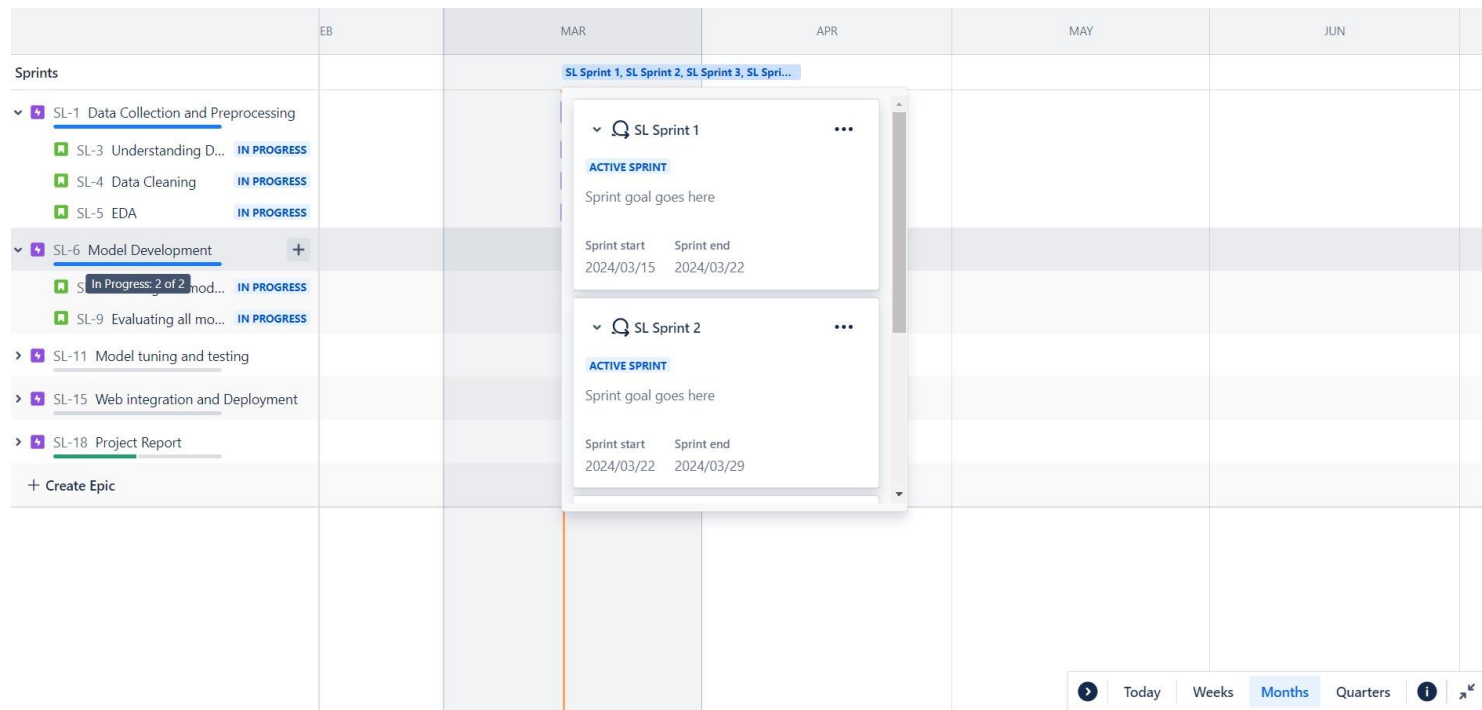 EB MAR APR MAY JUN
Sprints
SL Sprint 1, SL Sprint 2, SL Sprint 3, SL Spri...
SL-1 Data Collection and Preprocessing
SL-3 Understanding D... IN PROGRESS
SL-4 Data Cleaning IN PROGRESS
SL-5 EDA IN PROGRESS
SL-6 Model Development +
In Progress: 2 of 2
S mod... IN PROGRESS
SL-9 Evaluating all mo... IN PROGRESS
SL-11 Model tuning and testing
SL-15 Web integration and Deployment
SL-18 Project Report
+ Create Epic
SL Sprint 1
ACTIVE SPRINT
Sprint goal goes here
Sprint start Sprint end
2024/03/15 2024/03/22
SL Sprint 2
ACTIVE SPRINT
Sprint goal goes here
Sprint start Sprint end
2024/03/22 2024/03/29
Today Weeks Months Quarters